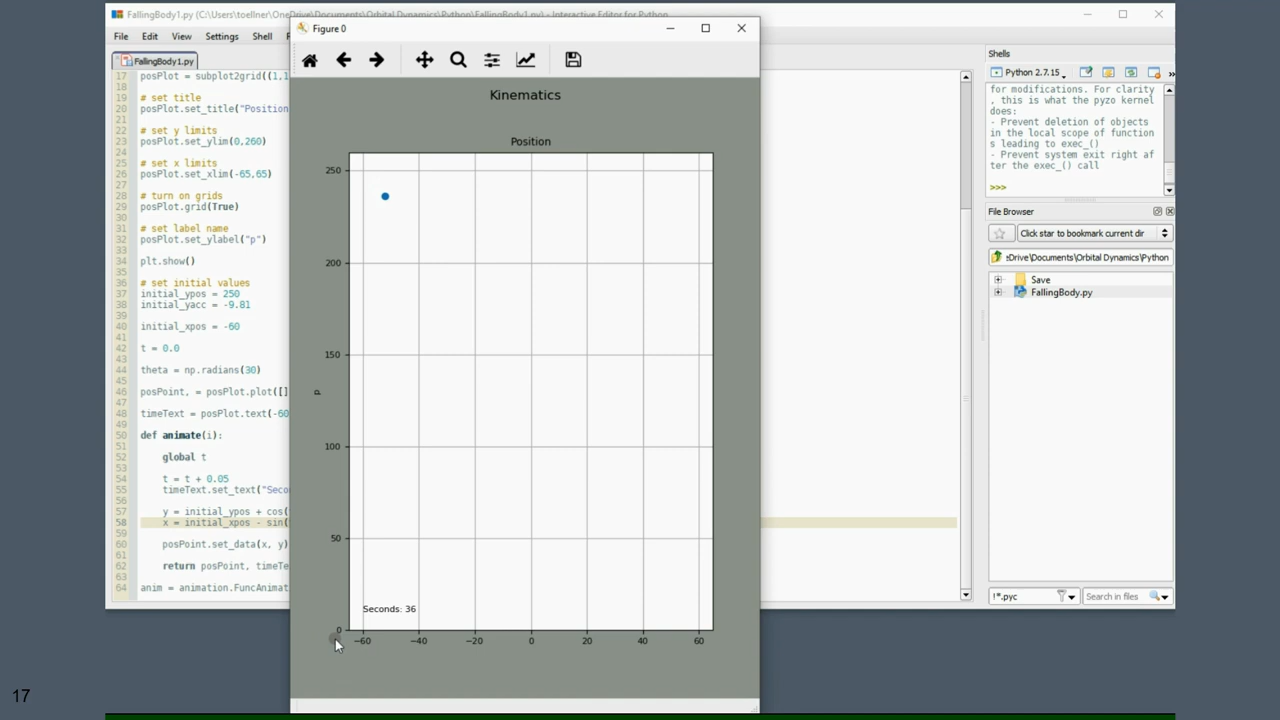 FallingBody1.py (C:\Users\toellner\OneDrive\Documents\Orbital Dynamics\Python\FallingBody1.py) - Interactive Editor for Python
Figure 0
File Edit View Settings Shell
FallingBody1.py
Kinematics
Position
250
200
150
100
50
0
-60 -40 -20 0 20 40 60
p
Seconds: 36
17 posPlot = subplot2grid((1,1
18
19 # set title
20 posPlot.set_title("Position
21
22 # set y limits
23 posPlot.set_ylim(0,260)
24
25 # set x limits
26 posPlot.set_xlim(-65,65)
27
28 # turn on grids
29 posPlot.grid(True)
30
31 # set label name
32 posPlot.set_ylabel("p")
33
34 plt.show()
35
36 # set initial values
37 initial_ypos = 250
38 initial_yacc = -9.81
39
40 initial_xpos = -60
41
42 t = 0.0
43
44 theta = np.radians(30)
45
46 posPoint, = posPlot.plot([]
47
48 timeText = posPlot.text(-60
49
50 def animate(i):
51
52 global t
53
54 t = t + 0.05
55 timeText.set_text("Seco
56
57 y = initial_ypos + cos(
58 x = initial_xpos - sin(
59
60 posPoint.set_data(x, y)
61
62 return posPoint, timeTe
63
64 anim = animation.FuncAnimat
Shells
Python 2.7.15
»
for modifications. For clarity
, this is what the pyzo kernel
does:
- Prevent deletion of objects
in the local scope of function
s leading to exec_()
- Prevent system exit right af
ter the exec_() call
>>>
File Browser
Click star to bookmark current dir
:Drive\Documents\Orbital Dynamics\Python
Save
FallingBody.py
!*.pyc
Search in files
17